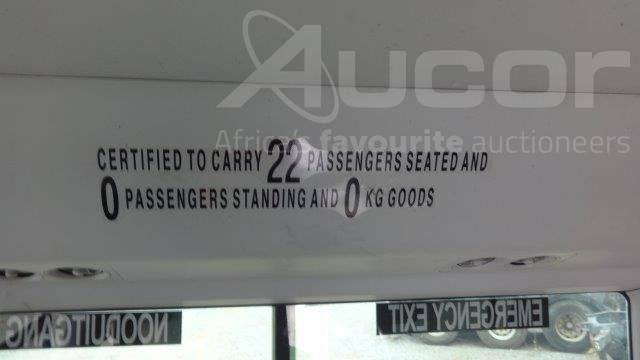 Aucor
Africa's favourite auctioneers
CERTIFIED TO CARRY 22 PASSENGERS SEATED AND
0 PASSENGERS STANDING AND 0 KG GOODS
NOODUITGANG EMERGENCY EXIT